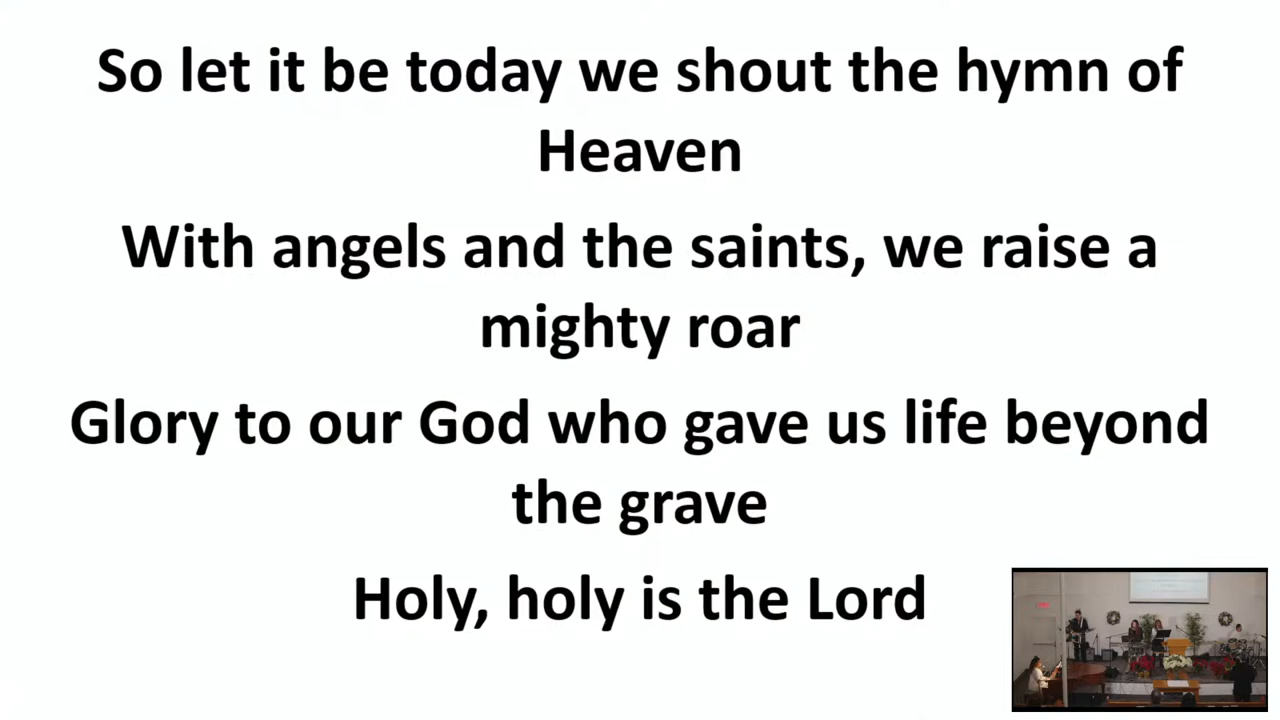 So let it be today we shout the hymn of
Heaven
With angels and the saints, we raise a
mighty roar
Glory to our God who gave us life beyond
the grave
Holy, holy is the Lord